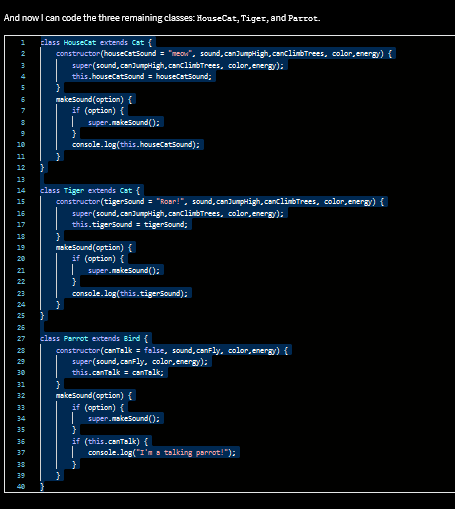 And now I can code the three remaining classes: HouseCat, Tiger, and Parrot.
1 class HouseCat extends Cat {
2 constructor(houseCatSound = "meow", sound,canJumpHigh,canClimbTrees, color,energy) {
3 super(sound,canJumpHigh,canClimbTrees, color,energy);
4 this.houseCatSound = houseCatSound;
5 }
6 makeSound(option) {
7 if (option) {
8 super.makeSound();
9 }
10 console.log(this.houseCatSound);
11 }
12 }
13
14 class Tiger extends Cat {
15 constructor(tigerSound = "Roar!", sound,canJumpHigh,canClimbTrees, color,energy) {
16 super(sound,canJumpHigh,canClimbTrees, color,energy);
17 this.tigerSound = tigerSound;
18 }
19 makeSound(option) {
20 if (option) {
21 super.makeSound();
22 }
23 console.log(this.tigerSound);
24 }
25 }
26
27 class Parrot extends Bird {
28 constructor(canTalk = false, sound,canFly, color,energy) {
29 super(sound,canFly, color,energy);
30 this.canTalk = canTalk;
31 }
32 makeSound(option) {
33 if (option) {
34 super.makeSound();
35 }
36 if (this.canTalk) {
37 console.log("I'm a talking parrot!");
38 }
39 }
40 }